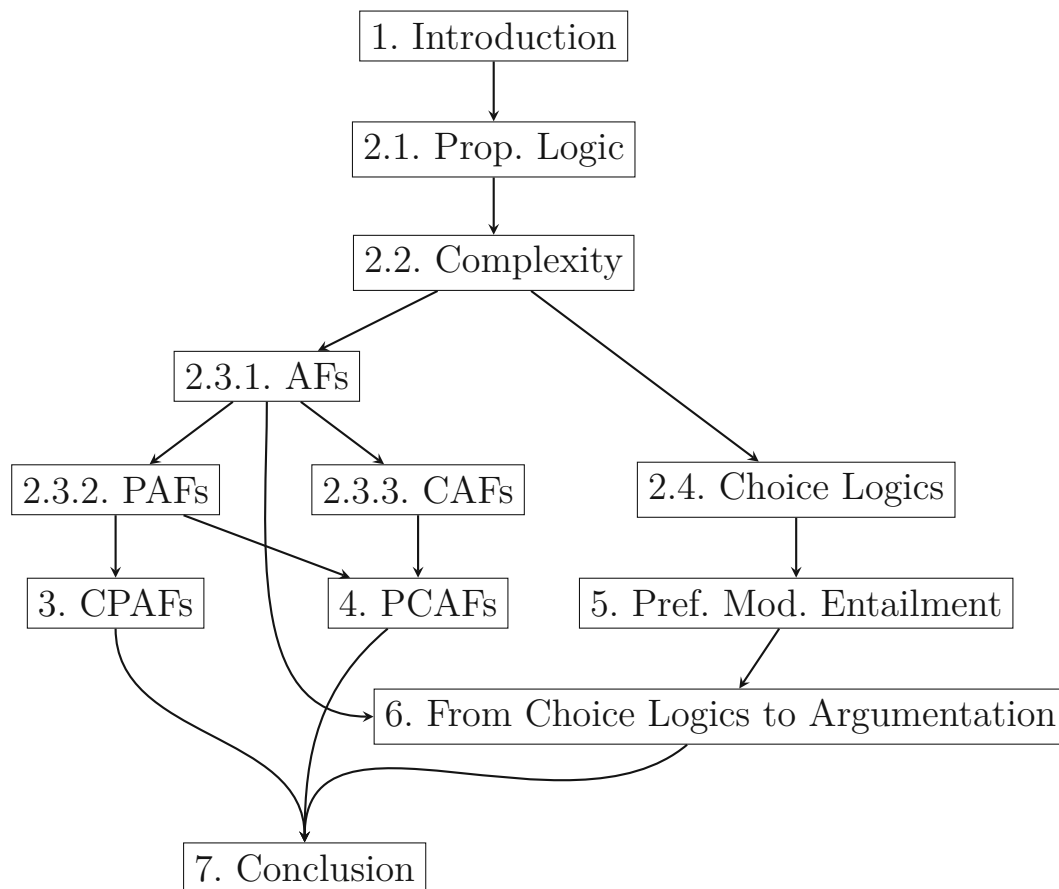 1. Introduction
2.1. Prop. Logic
2.2. Complexity
2.3.1. AFs
2.3.2. PAFs
2.3.3. CAFs
2.4. Choice Logics
3. CPAFs
4. PCAFs
5. Pref. Mod. Entailment
6. From Choice Logics to Argumentation
7. Conclusion